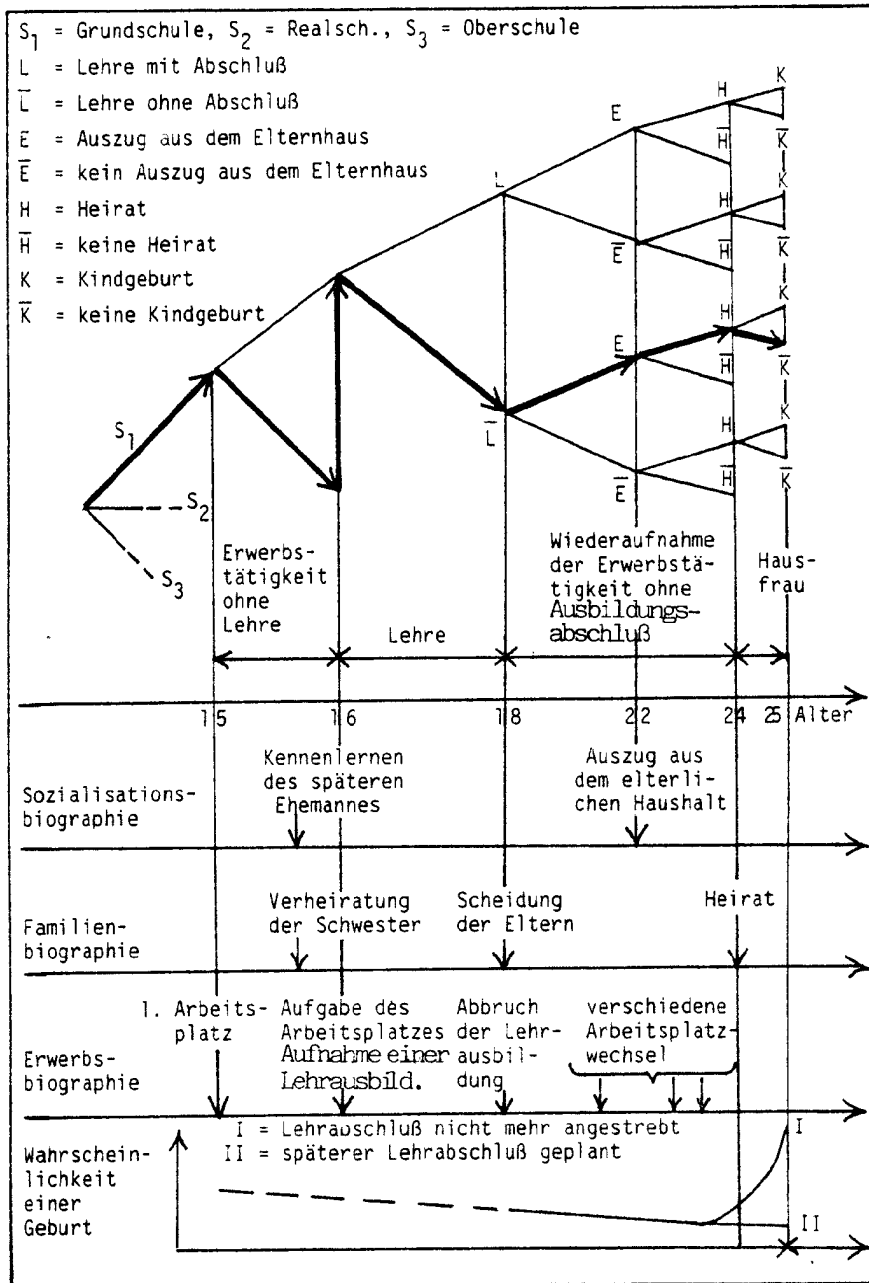 S1 = Grundschule, S2 = Realsch., S3 = Oberschule
L = Lehre mit Abschluß
L̅ = Lehre ohne Abschluß
E = Auszug aus dem Elternhaus
E̅ = kein Auszug aus dem Elternhaus
H = Heirat
H̅ = keine Heirat
K = Kindgeburt
K̅ = keine Kindgeburt
K
H
E
H̅
K̅
L
K
H
E̅
H̅
K̅
K
H
E
H̅
K̅
K
H
L̅
E̅
H̅
K̅
S1
S2
S3
Erwerbs-
tätigkeit
ohne
Lehre
Lehre
Wiederaufnahme
der Erwerbstä-
tigkeit ohne
Ausbildungs-
abschluß
Haus-
frau
15 16 18 22 24 25 Alter
Sozialisations-
biographie
Kennenlernen
des späteren
Ehemannes
Auszug aus
dem elterli-
chen Haushalt
Familien-
biographie
Verheiratung
der Schwester
Scheidung
der Eltern
Heirat
Erwerbs-
biographie
1. Arbeits-
platz
Aufgabe des
Arbeitsplatzes
Aufnahme einer
Lehrausbild.
Abbruch
der Lehr-
ausbil-
dung
verschiedene
Arbeitsplatz-
wechsel
Wahrschein-
lichkeit
einer
Geburt
I = Lehrabschluß nicht mehr angestrebt
II = späterer Lehrabschluß geplant
I
II